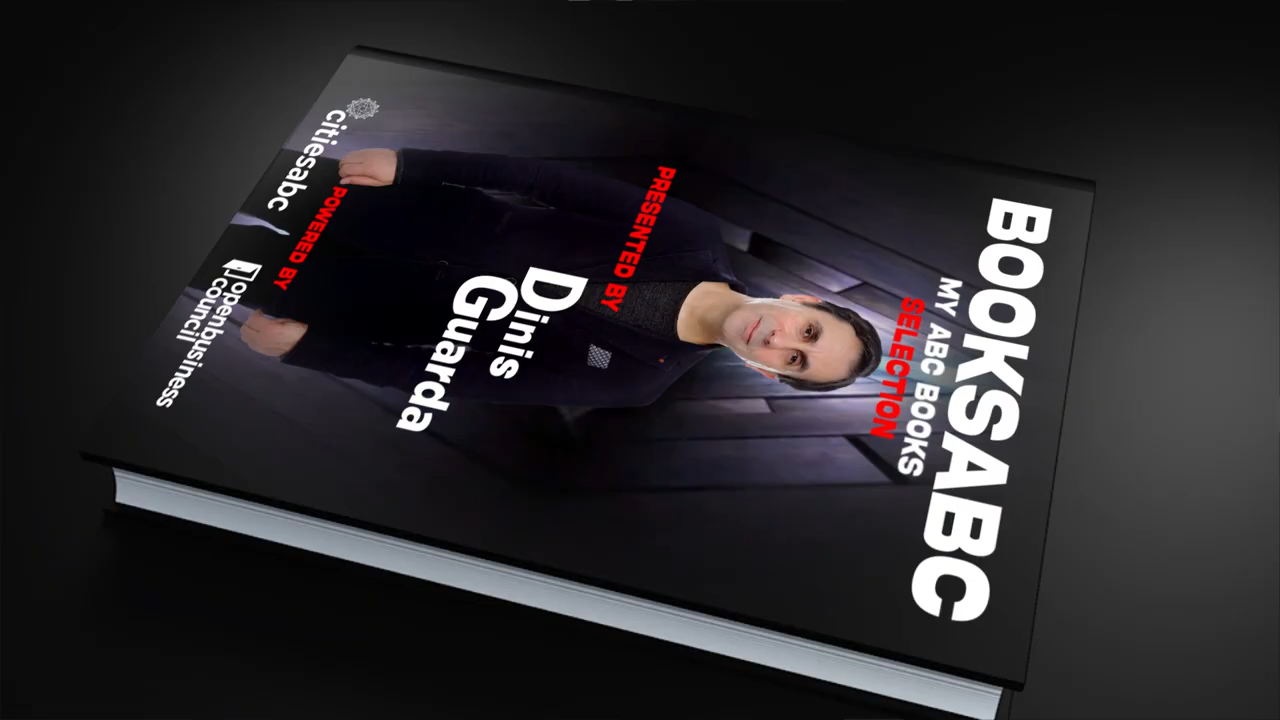 BOOKSABC
MY ABC BOOKS
SELECTION
PRESENTED BY
Dinis
Guarda
POWERED BY
citiesabc
openbusiness
council